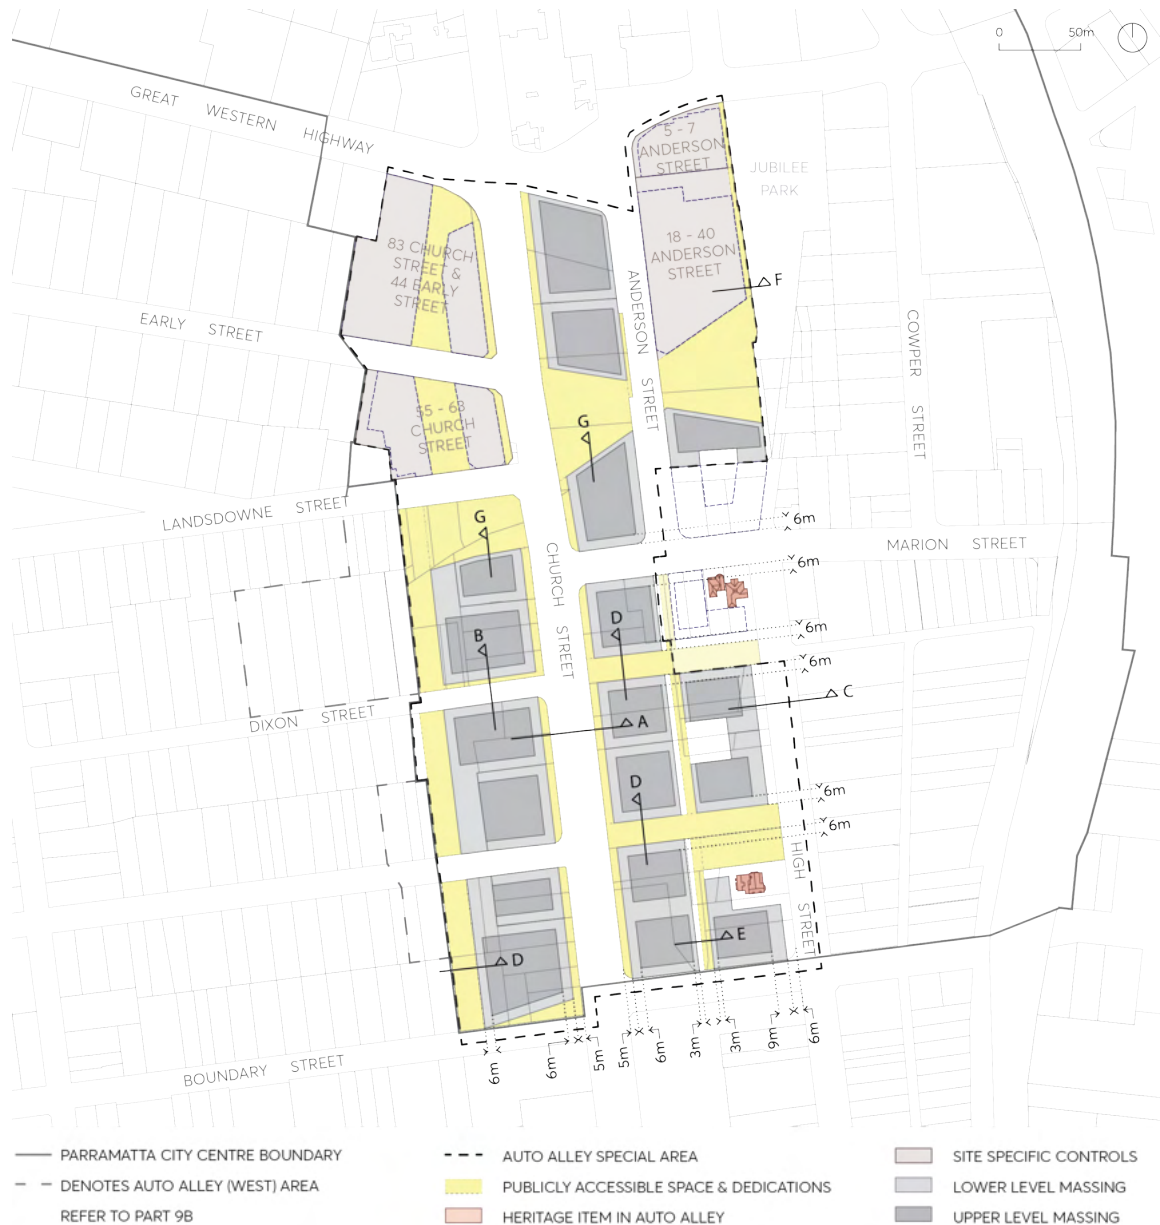 0 50m
GREAT WESTERN HIGHWAY
5 - 7
ANDERSON
STREET
JUBILEE
PARK
83 CHURCH
STREET &
44 EARLY
STREET
18 - 40
ANDERSON
STREET
F
ANDERSON STREET
EARLY STREET
COWPER STREET
55 - 63
CHURCH
STREET
G
LANDSDOWNE STREET
G
6m
MARION STREET
6m
CHURCH STREET
D
B
6m
6m
C
DIXON STREET
A
D
6m
6m
HIGH STREET
E
D
6m
6m
5m
5m
6m
3m
3m
9m
6m
BOUNDARY STREET
PARRAMATTA CITY CENTRE BOUNDARY
DENOTES AUTO ALLEY (WEST) AREA
REFER TO PART 9B
AUTO ALLEY SPECIAL AREA
PUBLICLY ACCESSIBLE SPACE & DEDICATIONS
HERITAGE ITEM IN AUTO ALLEY
SITE SPECIFIC CONTROLS
LOWER LEVEL MASSING
UPPER LEVEL MASSING